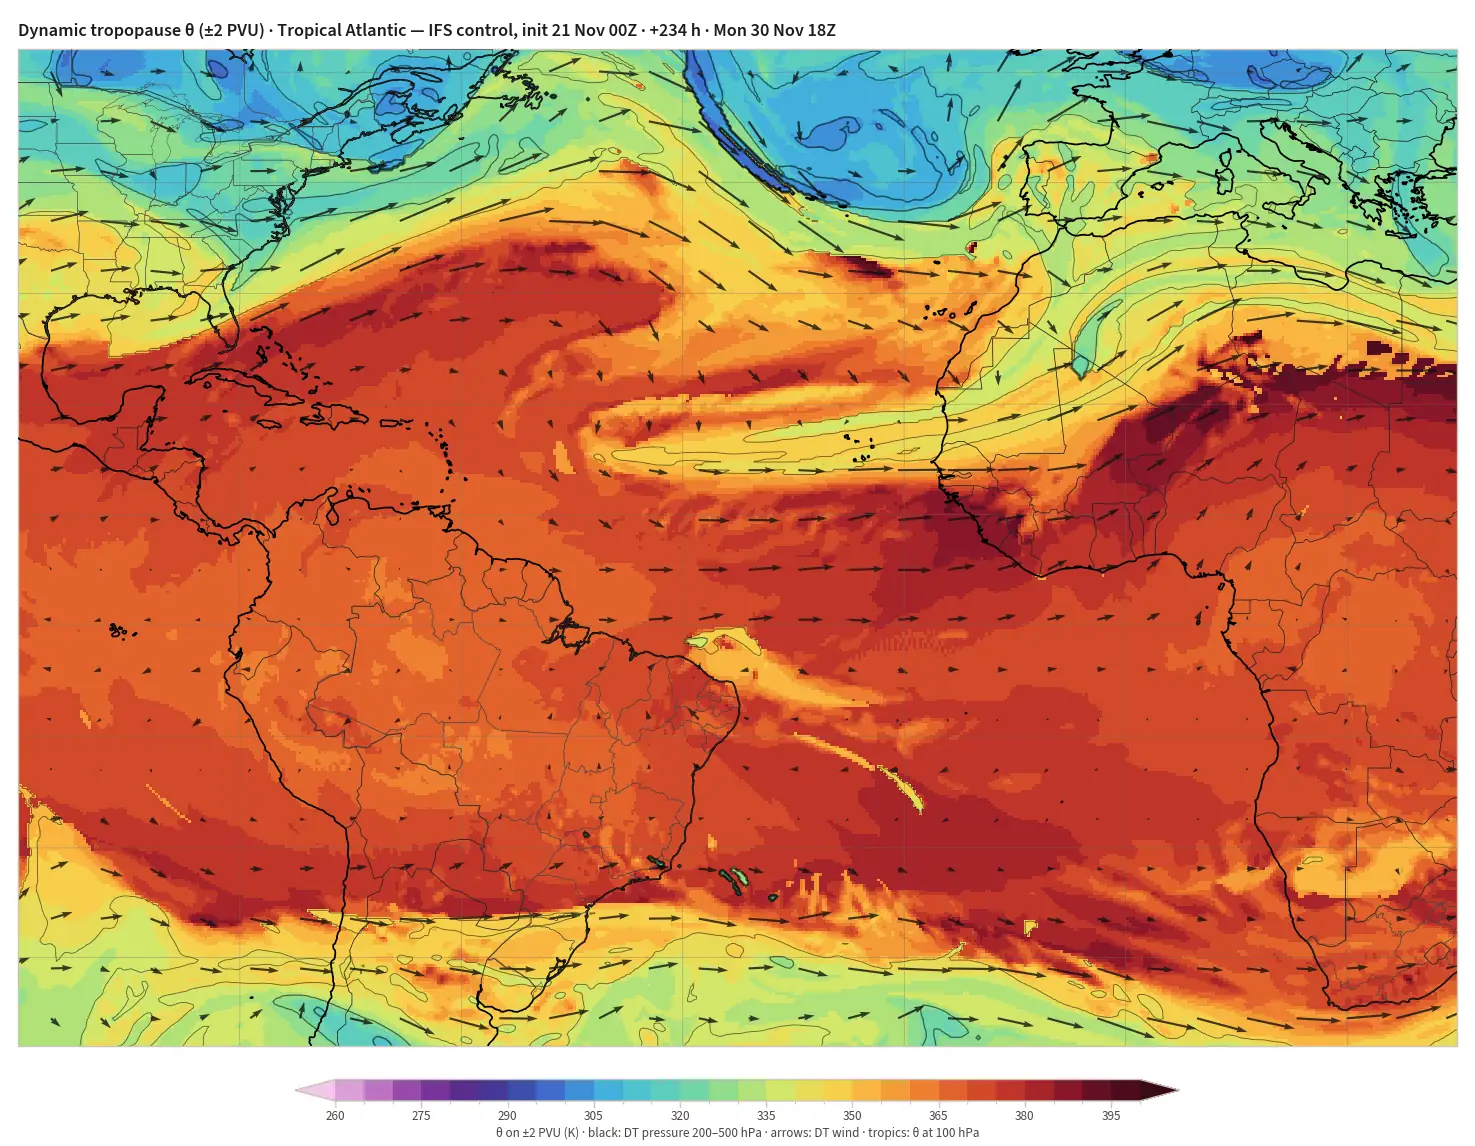 Dynamic tropopause θ (±2 PVU) · Tropical Atlantic — IFS control, init 21 Nov 00Z · +234 h · Mon 30 Nov 18Z
260 275 290 305 320 335 350 365 380 395
θ on ±2 PVU (K) · black: DT pressure 200–500 hPa · arrows: DT wind · tropics: θ at 100 hPa